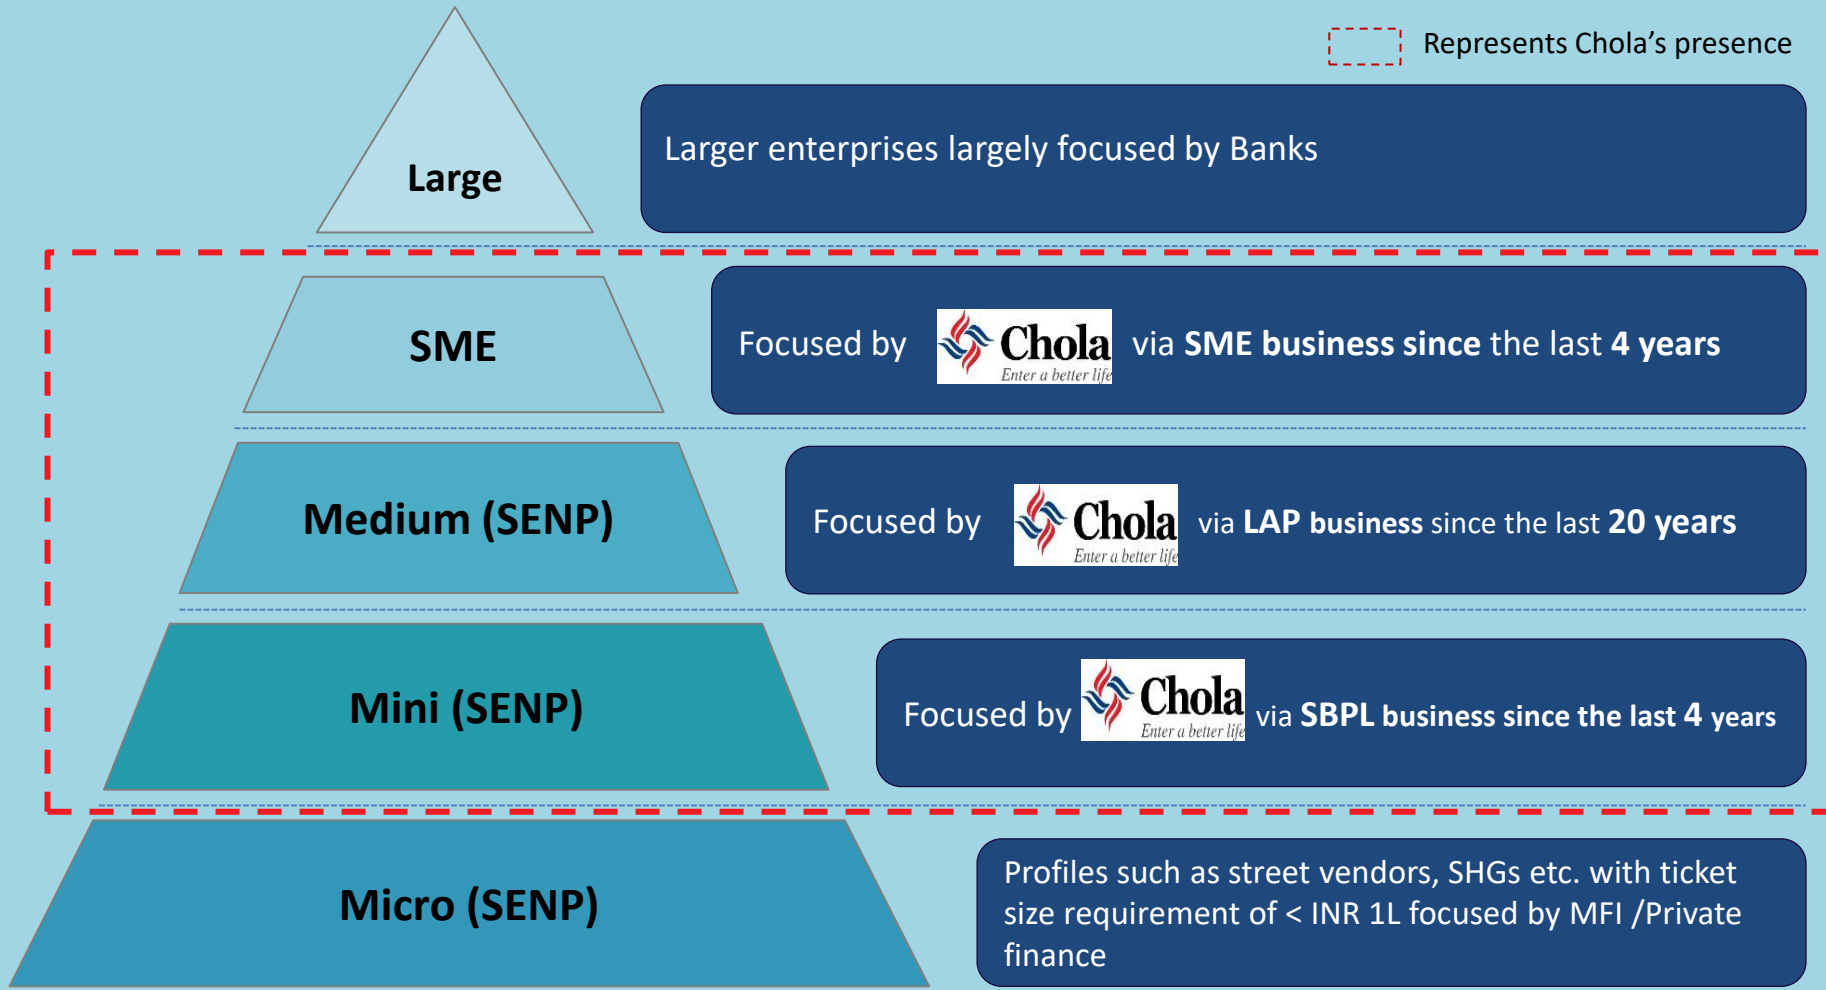 Represents Chola's presence
Large
Larger enterprises largely focused by Banks
SME
Focused by Chola via SME business since the last 4 years
Enter a better life
Medium (SENP)
Focused by Chola via LAP business since the last 20 years
Enter a better life
Mini (SENP)
Focused by Chola via SBPL business since the last 4 years
Enter a better life
Micro (SENP)
Profiles such as street vendors, SHGs etc. with ticket
size requirement of < INR 1L focused by MFI /Private
finance